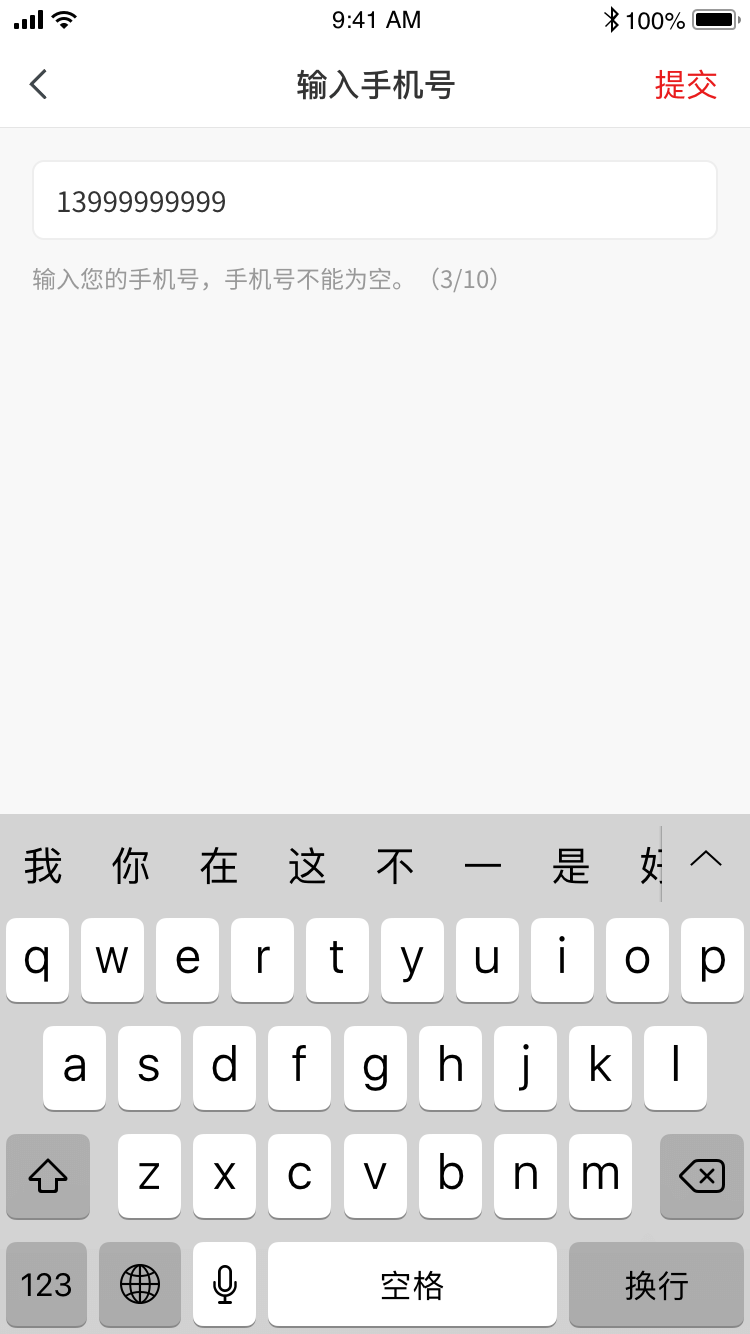 9:41 AM 100%
输入手机号 提交
13999999999
输入您的手机号，手机号不能为空。（3/10）
我 你 在 这 不 一 是 好
q w e r t y u i o p
a s d f g h j k l
z x c v b n m
123 空格 换行